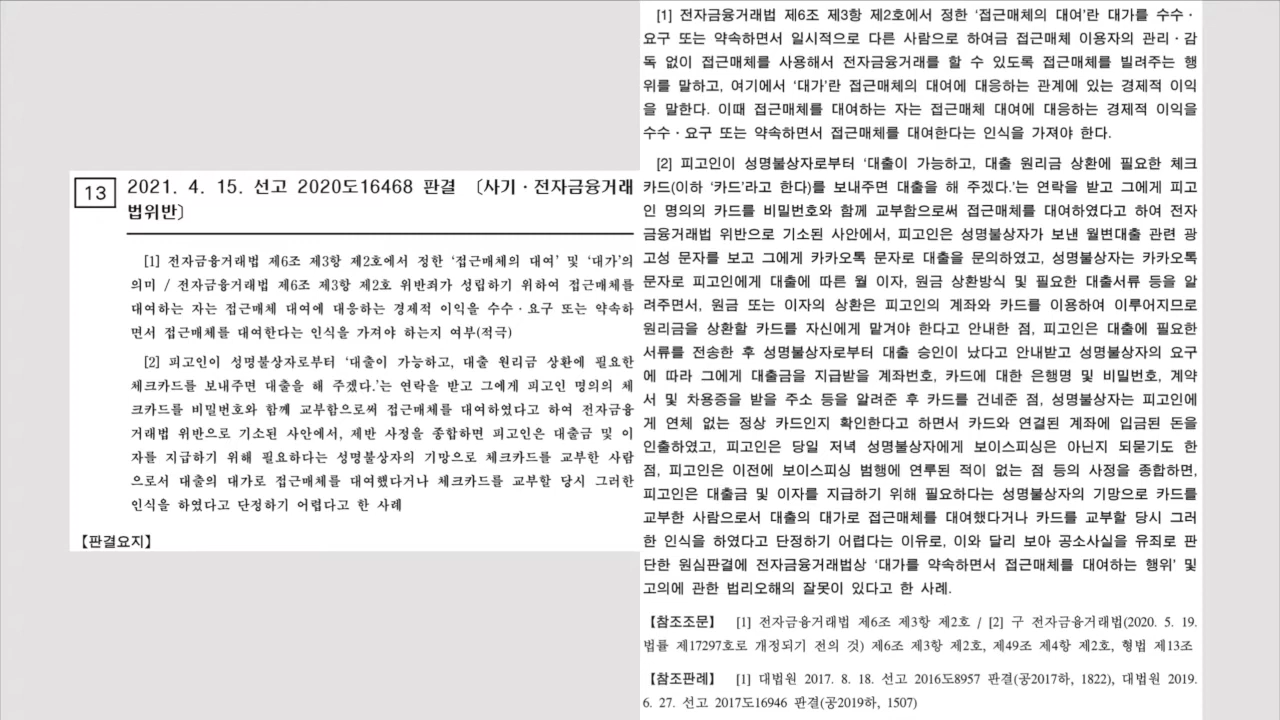 13
2021. 4. 15. 선고 2020도16468 판결 〔사기·전자금융거래
법위반〕
[1] 전자금융거래법 제6조 제3항 제2호에서 정한 ‘접근매체의 대여’ 및 ‘대가’의
의미 / 전자금융거래법 제6조 제3항 제2호 위반죄가 성립하기 위하여 접근매체를
대여하는 자는 접근매체 대여에 대응하는 경제적 이익을 수수·요구 또는 약속하
면서 접근매체를 대여한다는 인식을 가져야 하는지 여부(적극)
[2] 피고인이 성명불상자로부터 ‘대출이 가능하고, 대출 원리금 상환에 필요한
체크카드를 보내주면 대출을 해 주겠다.’는 연락을 받고 그에게 피고인 명의의 체
크카드를 비밀번호와 함께 교부함으로써 접근매체를 대여하였다고 하여 전자금융
거래법 위반으로 기소된 사안에서, 제반 사정을 종합하면 피고인은 대출금 및 이
자를 지급하기 위해 필요하다는 성명불상자의 기망으로 체크카드를 교부한 사람
으로서 대출의 대가로 접근매체를 대여했다거나 체크카드를 교부할 당시 그러한
인식을 하였다고 단정하기 어렵다고 한 사례
【판결요지】
[1] 전자금융거래법 제6조 제3항 제2호에서 정한 ‘접근매체의 대여’란 대가를 수수·
요구 또는 약속하면서 일시적으로 다른 사람으로 하여금 접근매체 이용자의 관리·감
독 없이 접근매체를 사용해서 전자금융거래를 할 수 있도록 접근매체를 빌려주는 행
위를 말하고, 여기에서 ‘대가’란 접근매체의 대여에 대응하는 관계에 있는 경제적 이익
을 말한다. 이때 접근매체를 대여하는 자는 접근매체 대여에 대응하는 경제적 이익을
수수·요구 또는 약속하면서 접근매체를 대여한다는 인식을 가져야 한다.
[2] 피고인이 성명불상자로부터 ‘대출이 가능하고, 대출 원리금 상환에 필요한 체크
카드(이하 ‘카드’라고 한다)를 보내주면 대출을 해 주겠다.’는 연락을 받고 그에게 피고
인 명의의 카드를 비밀번호와 함께 교부함으로써 접근매체를 대여하였다고 하여 전자
금융거래법 위반으로 기소된 사안에서, 피고인은 성명불상자가 보낸 월변대출 관련 광
고성 문자를 보고 그에게 카카오톡 문자로 대출을 문의하였고, 성명불상자는 카카오톡
문자로 피고인에게 대출에 따른 월 이자, 원금 상환방식 및 필요한 대출서류 등을 알
려주면서, 원금 또는 이자의 상환은 피고인의 계좌와 카드를 이용하여 이루어지므로
원리금을 상환할 카드를 자신에게 맡겨야 한다고 안내한 점, 피고인은 대출에 필요한
서류를 전송한 후 성명불상자로부터 대출 승인이 났다고 안내받고 성명불상자의 요구
에 따라 그에게 대출금을 지급받을 계좌번호, 카드에 대한 은행명 및 비밀번호, 계약
서 및 차용증을 받을 주소 등을 알려준 후 카드를 건네준 점, 성명불상자는 피고인에
게 연체 없는 정상 카드인지 확인한다고 하면서 카드와 연결된 계좌에 입금된 돈을
인출하였고, 피고인은 당일 저녁 성명불상자에게 보이스피싱은 아닌지 되묻기도 한
점, 피고인은 이전에 보이스피싱 범행에 연루된 적이 없는 점 등의 사정을 종합하면,
피고인은 대출금 및 이자를 지급하기 위해 필요하다는 성명불상자의 기망으로 카드를
교부한 사람으로서 대출의 대가로 접근매체를 대여했다거나 카드를 교부할 당시 그러
한 인식을 하였다고 단정하기 어렵다는 이유로, 이와 달리 보아 공소사실을 유죄로 판
단한 원심판결에 전자금융거래법상 ‘대가를 약속하면서 접근매체를 대여하는 행위’ 및
고의에 관한 법리오해의 잘못이 있다고 한 사례.
【참조조문】 [1] 전자금융거래법 제6조 제3항 제2호 / [2] 구 전자금융거래법(2020. 5. 19.
법률 제17297호로 개정되기 전의 것) 제6조 제3항 제2호, 제49조 제4항 제2호, 형법 제13조
【참조판례】 [1] 대법원 2017. 8. 18. 선고 2016도8957 판결(공2017하, 1822), 대법원 2019.
6. 27. 선고 2017도16946 판결(공2019하, 1507)